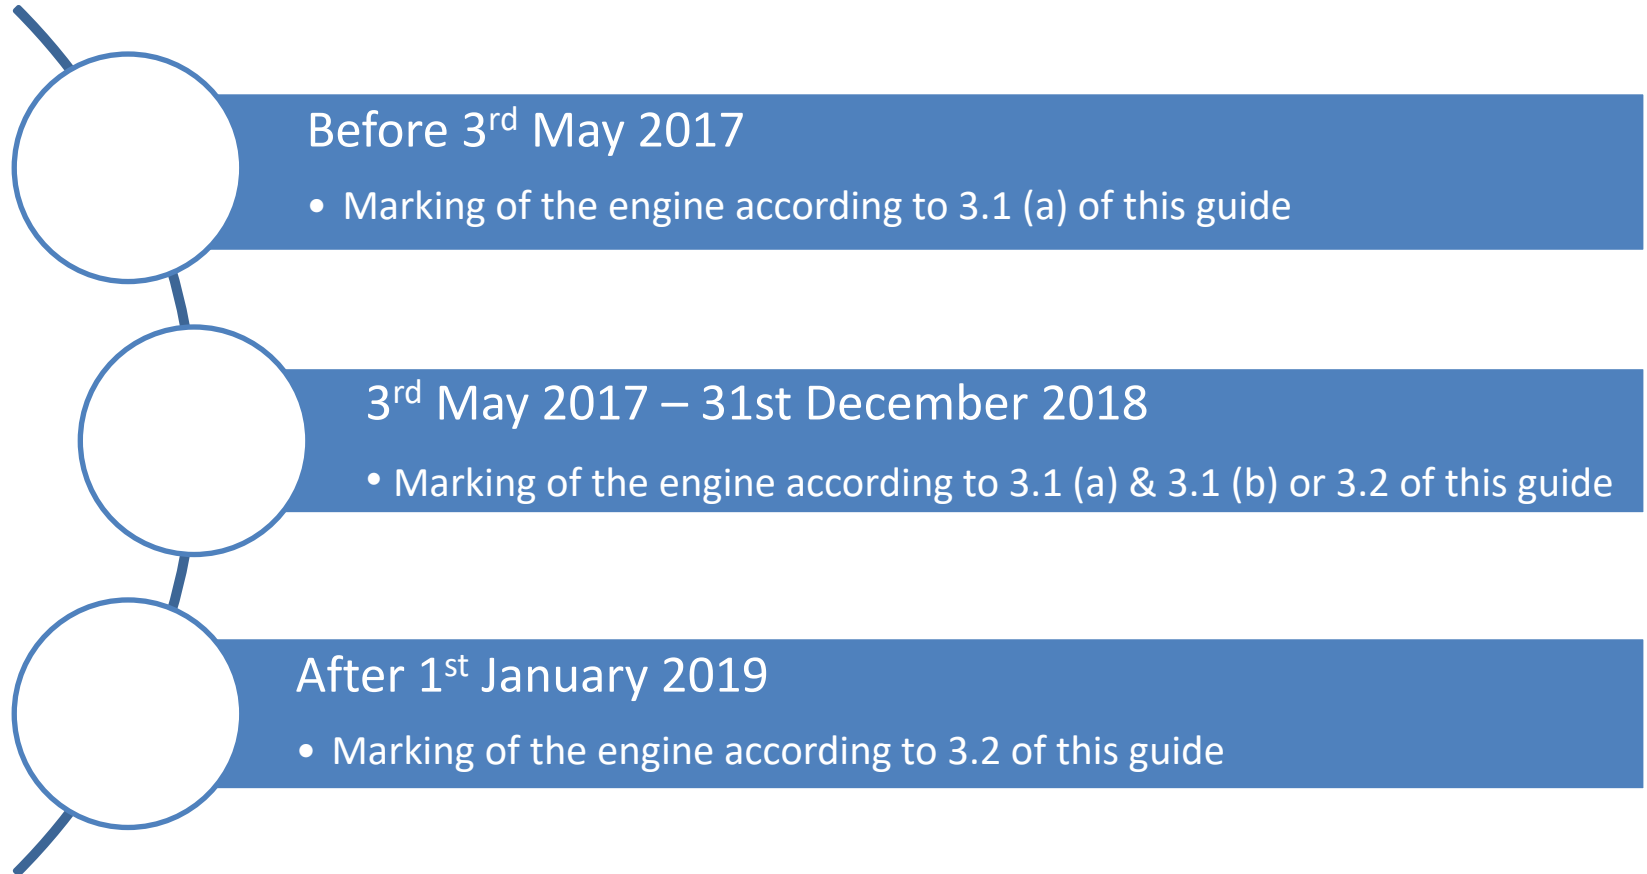 Before 3rd May 2017
• Marking of the engine according to 3.1 (a) of this guide
3rd May 2017 – 31st December 2018
• Marking of the engine according to 3.1 (a) & 3.1 (b) or 3.2 of this guide
After 1st January 2019
• Marking of the engine according to 3.2 of this guide